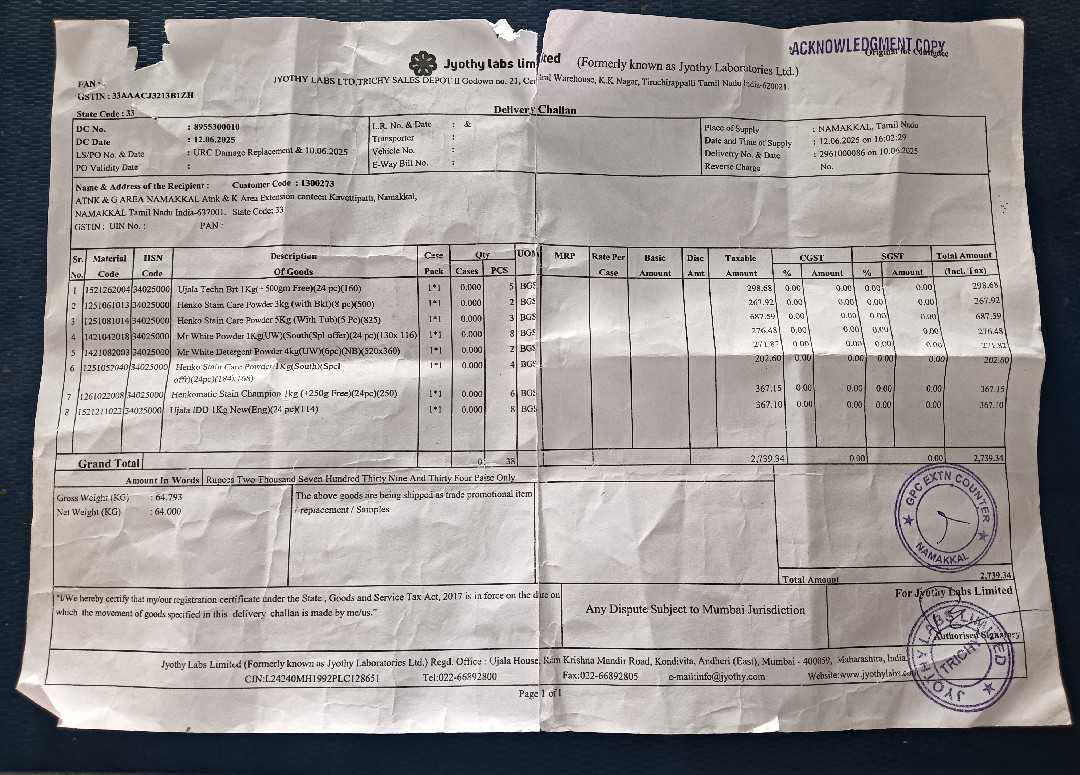 ACKNOWLEDGMENT COPY
Jyothy labs limited (Formerly known as Jyothy Laboratories Ltd.)
JYOTHY LABS LTD,TRICHY SALES DEPOT II Godown no. 21, Central Warehouse, K.K Nagar, Tiruchirappalli Tamil Nadu India-620021.
PAN -
GSTIN : 33AAACJ3213B1ZH
State Code : 33
Delivery Challan
DC No. : 8955300010 L.R. No. & Date : & Place of Supply : NAMAKKAL, Tamil Nadu
DC Date : 12.06.2025 Transporter : Date and Time of Supply : 12.06.2025 on 16:02:29
LS/PO No. & Date : URC Damage Replacement & 10.06.2025 Vehicle No. : Delivery No. & Date : 2961000086 on 10.06.2025
PO Validity Date : E-Way Bill No. : Reverse Charge No.
Name & Address of the Recipient : Customer Code : 1300273
ATNK & G AREA NAMAKKAL Atnk & K Area Extension canteen Kavettipatti, Namakkal,
NAMAKKAL Tamil Nadu India-637001. State Code: 33
GSTIN : UIN No. : PAN :
Sr. Material HSN Description Case Qty UOM MRP Rate Per Basic Disc Taxable CGST SGST Total Amount
No. Code Code Of Goods Pack Cases PCS Case Amount Amt Amount % Amount % Amount (Incl. Tax)
1 1521262004 34025000 Ujala Techn Brt 1Kg(+500gm Free)(24 pc)(160) 1*1 0.000 5 BGS 298.68 0.00 0.00 0.00 0.00 298.68
2 1251061013 34025000 Henko Stain Care Powder 3kg (with Bkt)(8 pc)(500) 1*1 0.000 2 BGS 267.92 0.00 0.00 0.00 0.00 267.92
3 1251081014 34025000 Henko Stain Care Powder 5Kg (With Tub)(5 Pc)(825) 1*1 0.000 3 BGS 687.59 0.00 0.00 0.00 0.00 687.59
4 1421042018 34025000 Mr White Powder 1Kg(UW)(South(Spl offer)(24 pc)(130x 116) 1*1 0.000 8 BGS 276.48 0.00 0.00 0.00 0.00 276.48
5 1421082003 34025000 Mr White Detergent Powder 4kg(UW)(6pc)(NB)(520x360) 1*1 0.000 2 BGS 271.82 0.00 0.00 0.00 0.00 271.82
6 1251052040 34025000 Henko Stain Care Powder 1Kg(South)(Spcl 1*1 0.000 4 BGS 202.60 0.00 0.00 0.00 0.00 202.60
offr)(24pc)(184x168)
7 1261022008 34025000 Henkomatic Stain Champion 1kg (+250g Free)(24pc)(250) 1*1 0.000 6 BGS 367.15 0.00 0.00 0.00 0.00 367.15
8 1521211022 34025000 Ujala IDD 1Kg New(Eng)(24 pc)(114) 1*1 0.000 8 BGS 367.10 0.00 0.00 0.00 0.00 367.10
Grand Total 0 38 2,739.34 0.00 0.00 2,739.34
Amount In Words Rupees Two Thousand Seven Hundred Thirty Nine And Thirty Four Paise Only
Gross Weight (KG) : 64.793 The above goods are being shipped as trade promotional item
Net Weight (KG) : 64.000 / replacement / Samples
GPC EXTN COUNTER
NAMAKKAL
Total Amount 2,739.34
"I/We hereby certify that my/our registration certificate under the State , Goods and Service Tax Act, 2017 is in force on the date on
which the movement of goods specified in this delivery challan is made by me/us."
Any Dispute Subject to Mumbai Jurisdiction
For Jyothy Labs Limited
Authorised Signatory
JYOTHY LABS LIMITED
TRICHY
Jyothy Labs Limited (Formerly known as Jyothy Laboratories Ltd.) Regd. Office : Ujala House, Ram Krishna Mandir Road, Kondivita, Andheri (East), Mumbai - 400059, Maharashtra, India.
CIN:L24240MH1992PLC128651 Tel:022-66892800 Fax:022-66892805 e-mail:info@jyothy.com Website:www.jyothylabs.com
Page 1 of 1